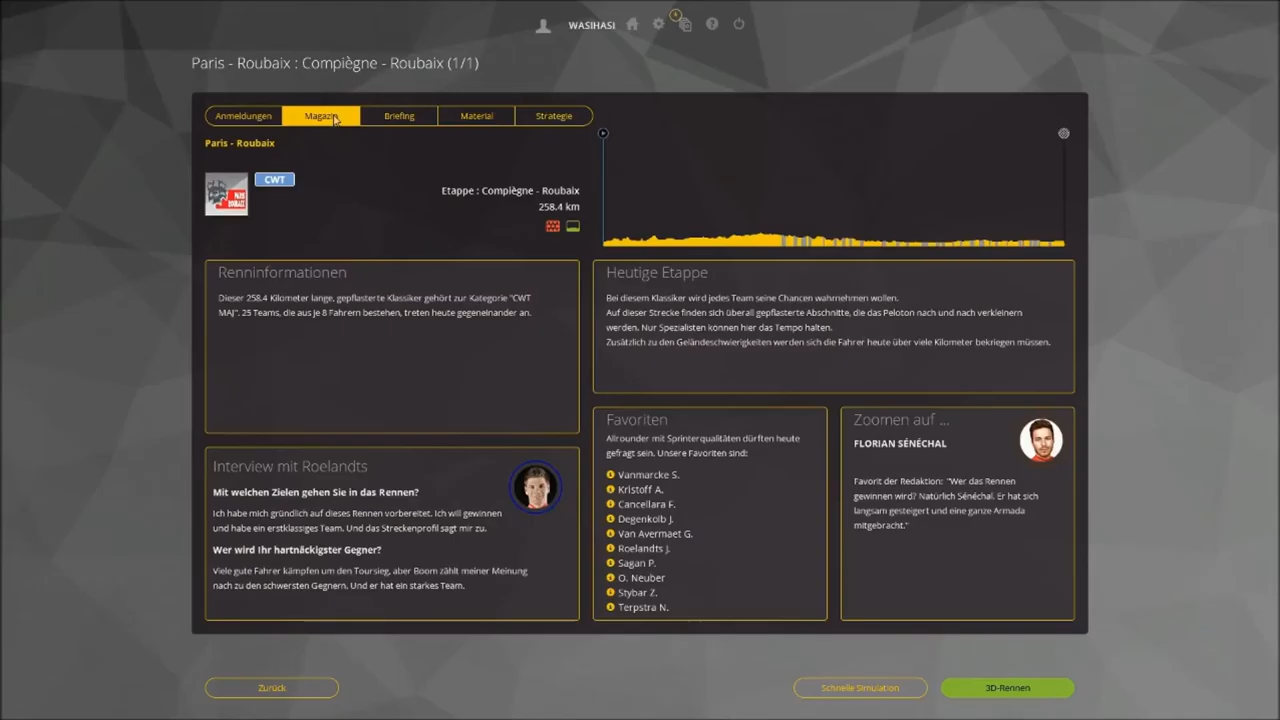 WASIHASI
Paris - Roubaix : Compiègne - Roubaix (1/1)
Anmeldungen
Magazin
Briefing
Material
Strategie
Paris - Roubaix
CWT
Etappe : Compiègne - Roubaix
258.4 km
Renninformationen
Dieser 258.4 Kilometer lange, gepflasterte Klassiker gehört zur Kategorie "CWT
MAJ". 25 Teams, die aus je 8 Fahrern bestehen, treten heute gegeneinander an.
Heutige Etappe
Bei diesem Klassiker wird jedes Team seine Chancen wahrnehmen wollen.
Auf dieser Strecke finden sich überall gepflasterte Abschnitte, die das Peloton nach und nach verkleinern
werden. Nur Spezialisten können hier das Tempo halten.
Zusätzlich zu den Geländeschwierigkeiten werden sich die Fahrer heute über viele Kilometer bekriegen müssen.
Interview mit Roelandts
Mit welchen Zielen gehen Sie in das Rennen?
Ich habe mich gründlich auf dieses Rennen vorbereitet. Ich will gewinnen
und habe ein erstklassiges Team. Und das Streckenprofil sagt mir zu.
Wer wird Ihr hartnäckigster Gegner?
Viele gute Fahrer kämpfen um den Toursieg, aber Boom zählt meiner Meinung
nach zu den schwersten Gegnern. Und er hat ein starkes Team.
Favoriten
Allrounder mit Sprinterqualitäten dürften heute
gefragt sein. Unsere Favoriten sind:
Vanmarcke S.
Kristoff A.
Cancellara F.
Degenkolb J.
Van Avermaet G.
Roelandts J.
Sagan P.
O. Neuber
Stybar Z.
Terpstra N.
Zoomen auf ...
FLORIAN SÉNÉCHAL
Favorit der Redaktion: "Wer das Rennen
gewinnen wird? Natürlich Sénéchal. Er hat sich
langsam gesteigert und eine ganze Armada
mitgebracht."
Zurück
Schnelle Simulation
3D-Rennen